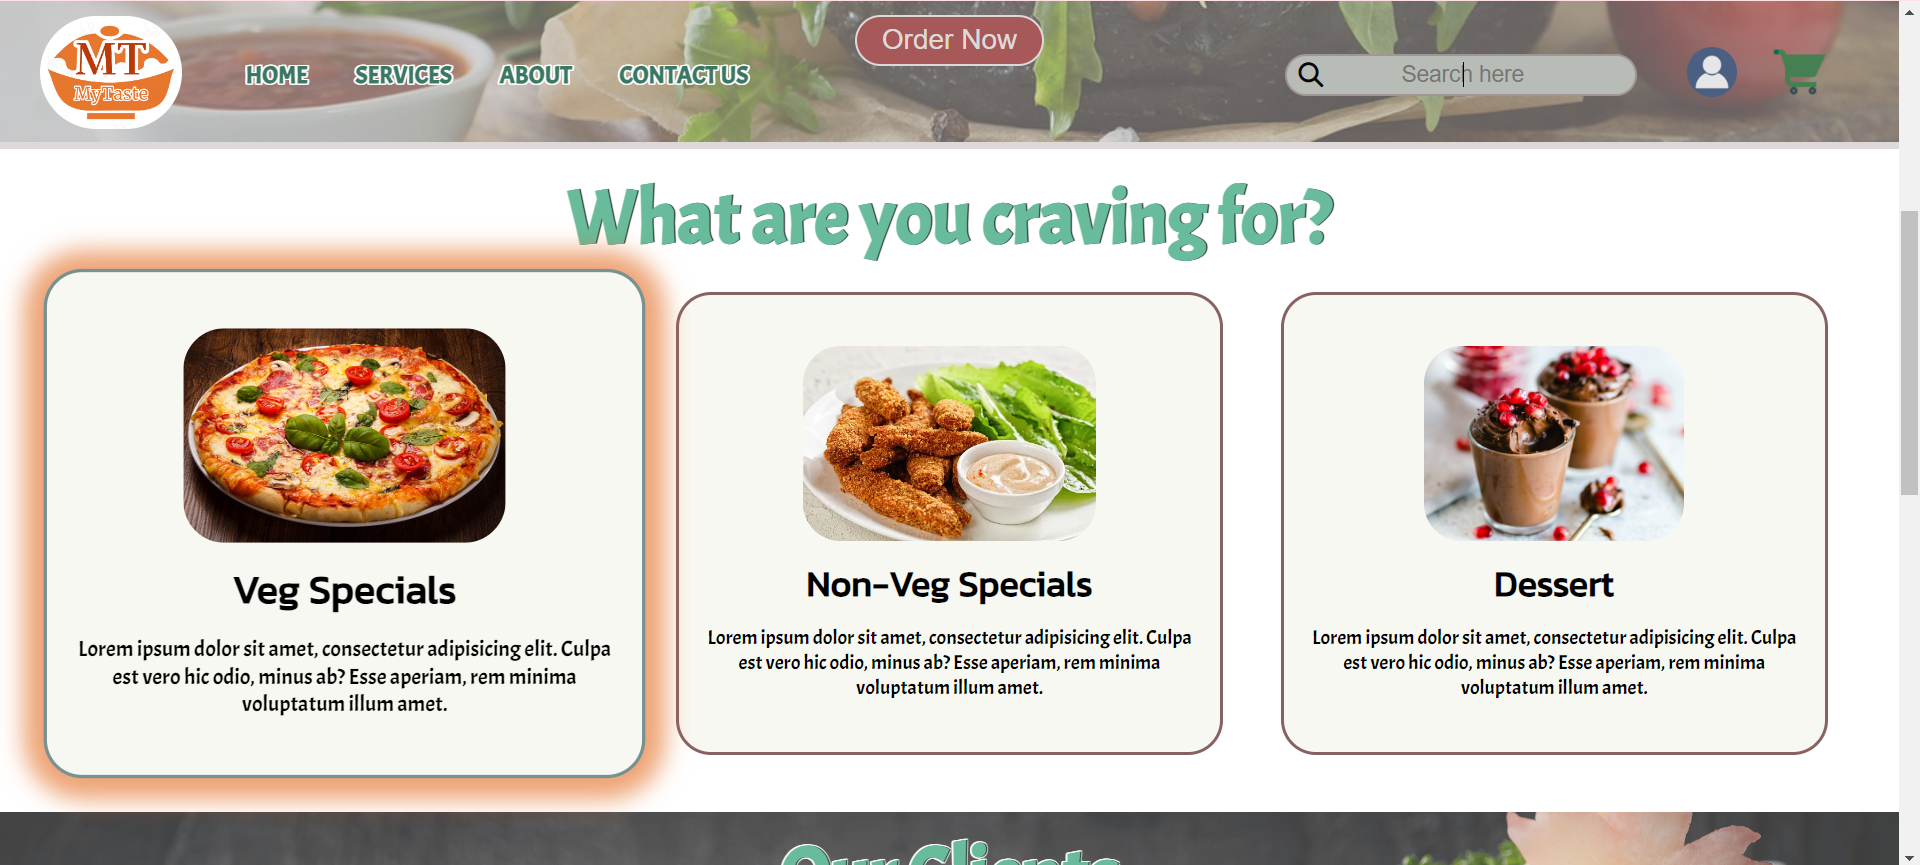 MT
MyTaste
HOME SERVICES ABOUT CONTACT US
Order Now
Search here
What are you craving for?
Veg Specials
Lorem ipsum dolor sit amet, consectetur adipisicing elit. Culpa
est vero hic odio, minus ab? Esse aperiam, rem minima
voluptatum illum amet.
Non-Veg Specials
Lorem ipsum dolor sit amet, consectetur adipisicing elit. Culpa
est vero hic odio, minus ab? Esse aperiam, rem minima
voluptatum illum amet.
Dessert
Lorem ipsum dolor sit amet, consectetur adipisicing elit. Culpa
est vero hic odio, minus ab? Esse aperiam, rem minima
voluptatum illum amet.
Our Clients